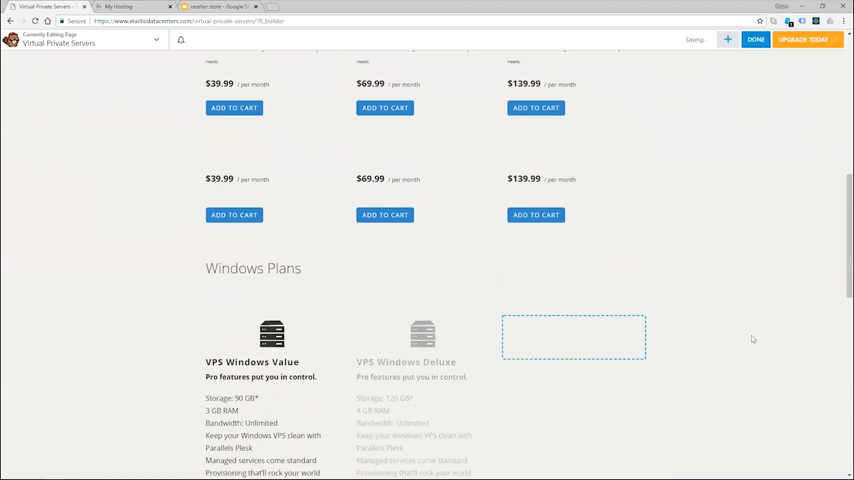 Virtual Private Servers -
My Hosting
reseller store - Google S
Secure
https://www.elasticdatacenters.com/virtual-private-servers/?fl_builder
Currently Editing Page
Virtual Private Servers
Saving...
DONE
UPGRADE TODAY
needs.
needs.
needs.
$39.99 / per month
$69.99 / per month
$139.99 / per month
ADD TO CART
ADD TO CART
ADD TO CART
$39.99 / per month
$69.99 / per month
$139.99 / per month
ADD TO CART
ADD TO CART
ADD TO CART
Windows Plans
VPS Windows Value
Pro features put you in control.
Storage: 90 GB*
3 GB RAM
Bandwidth: Unlimited
Keep your Windows VPS clean with
Parallels Plesk
Managed services come standard
Provisioning that'll rock your world
VPS Windows Deluxe
Pro features put you in control.
Storage: 120 GB*
4 GB RAM
Bandwidth: Unlimited
Keep your Windows VPS clean with
Parallels Plesk
Managed services come standard
Provisioning that'll rock your world